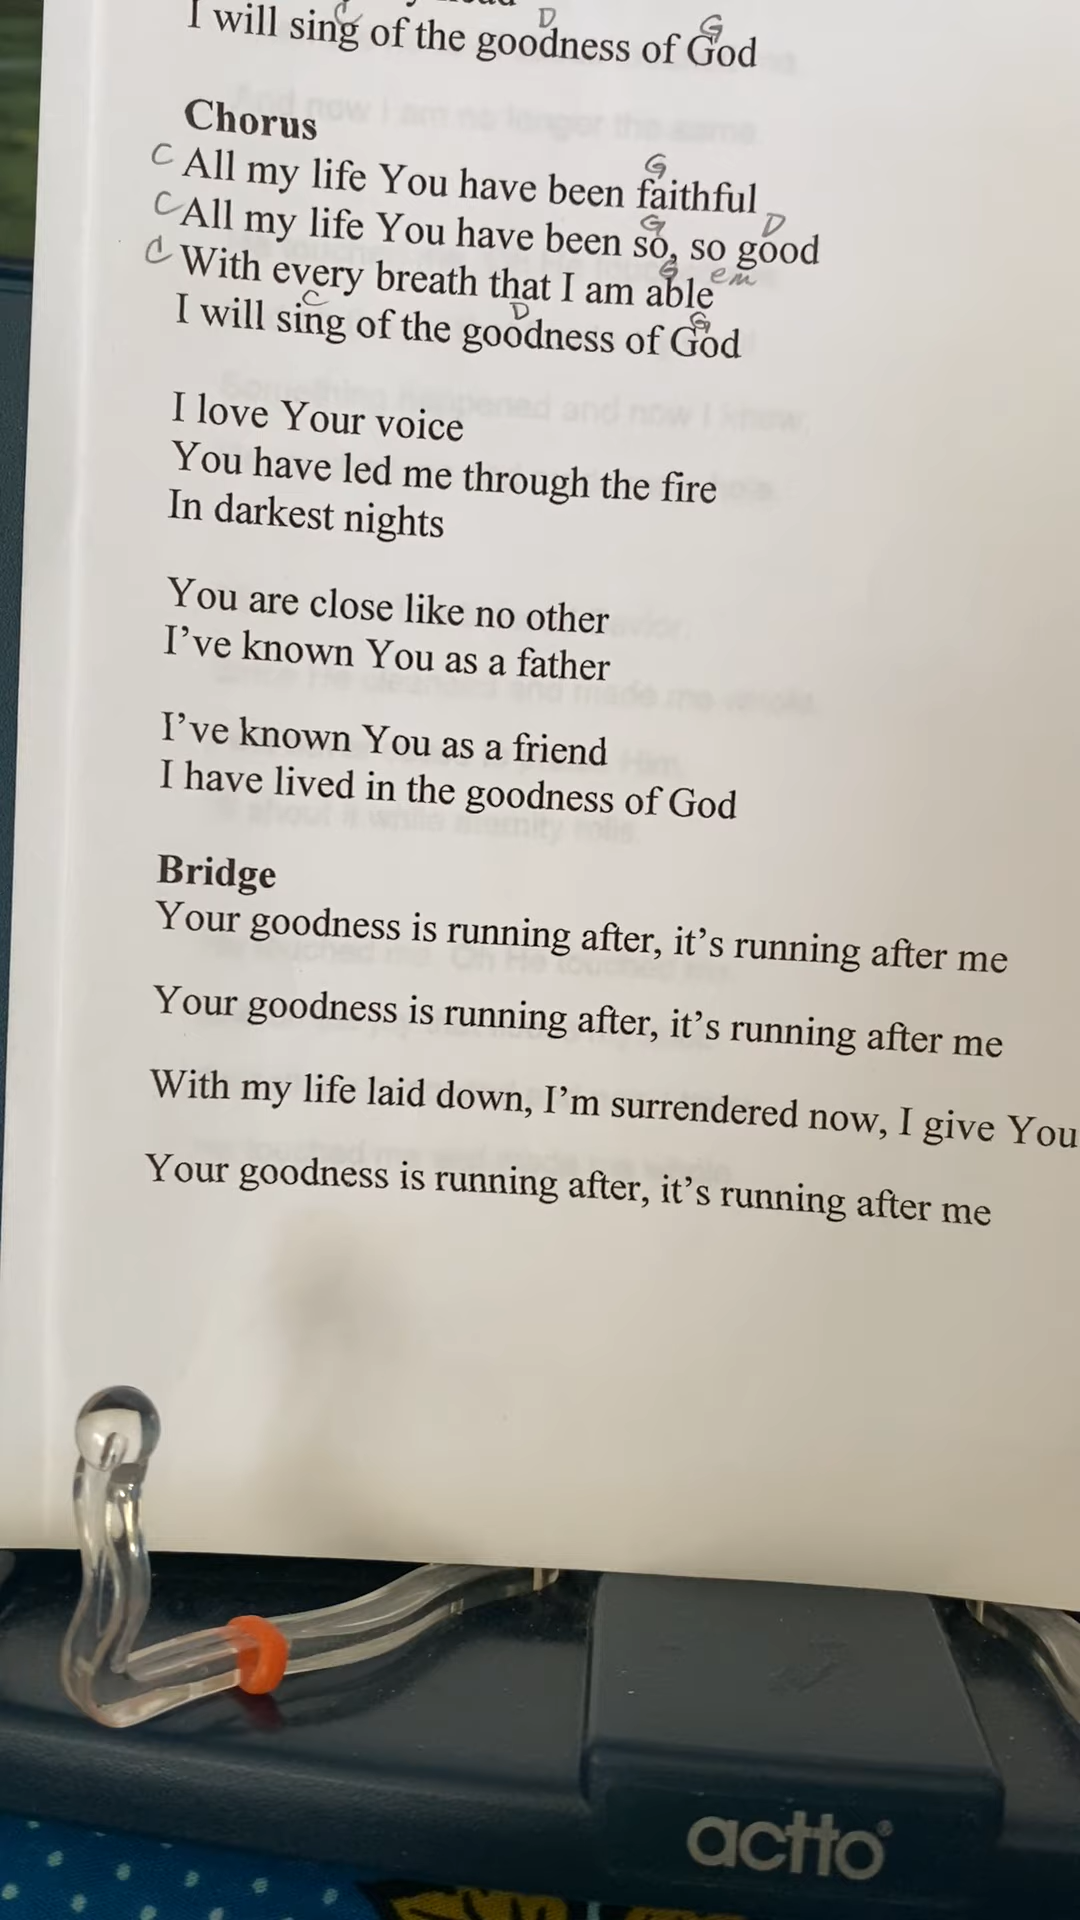 C D G
I will sing of the goodness of God
Chorus
G
C All my life You have been faithful
G D
C All my life You have been so, so good
G em
C With every breath that I am able
C D G
I will sing of the goodness of God
I love Your voice
You have led me through the fire
In darkest nights
You are close like no other
I've known You as a father
I've known You as a friend
I have lived in the goodness of God
Bridge
Your goodness is running after, it's running after me
Your goodness is running after, it's running after me
With my life laid down, I'm surrendered now, I give You
Your goodness is running after, it's running after me
actto